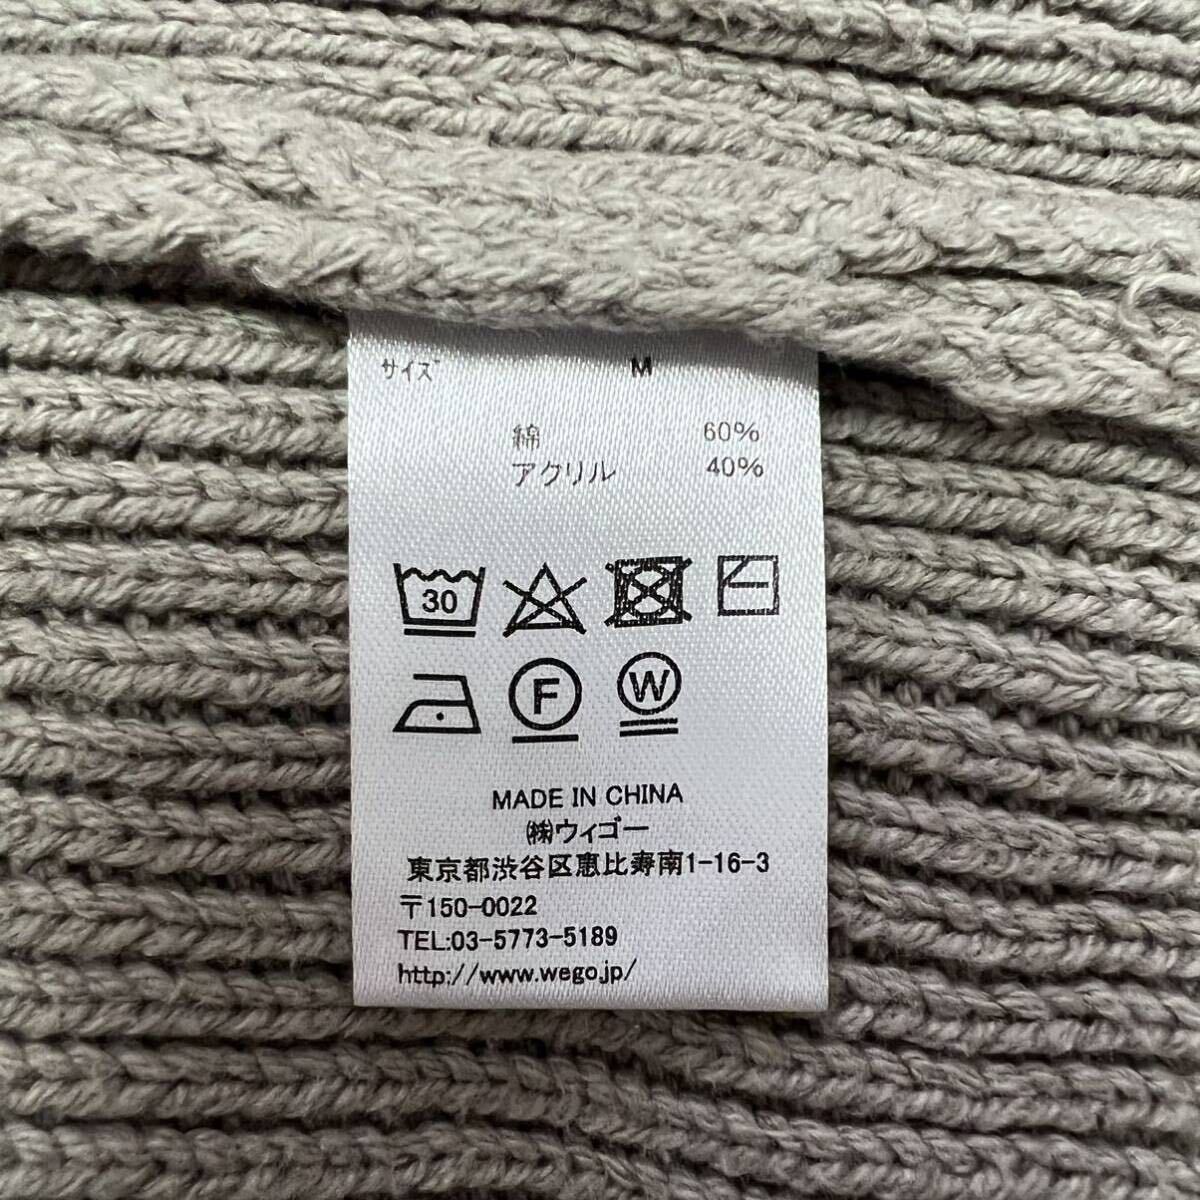 サイズ M
綿 60%
アクリル 40%
30
F W
MADE IN CHINA
㈱ウィゴー
東京都渋谷区恵比寿南1-16-3
〒150-0022
TEL:03-5773-5189
http://www.wego.jp/